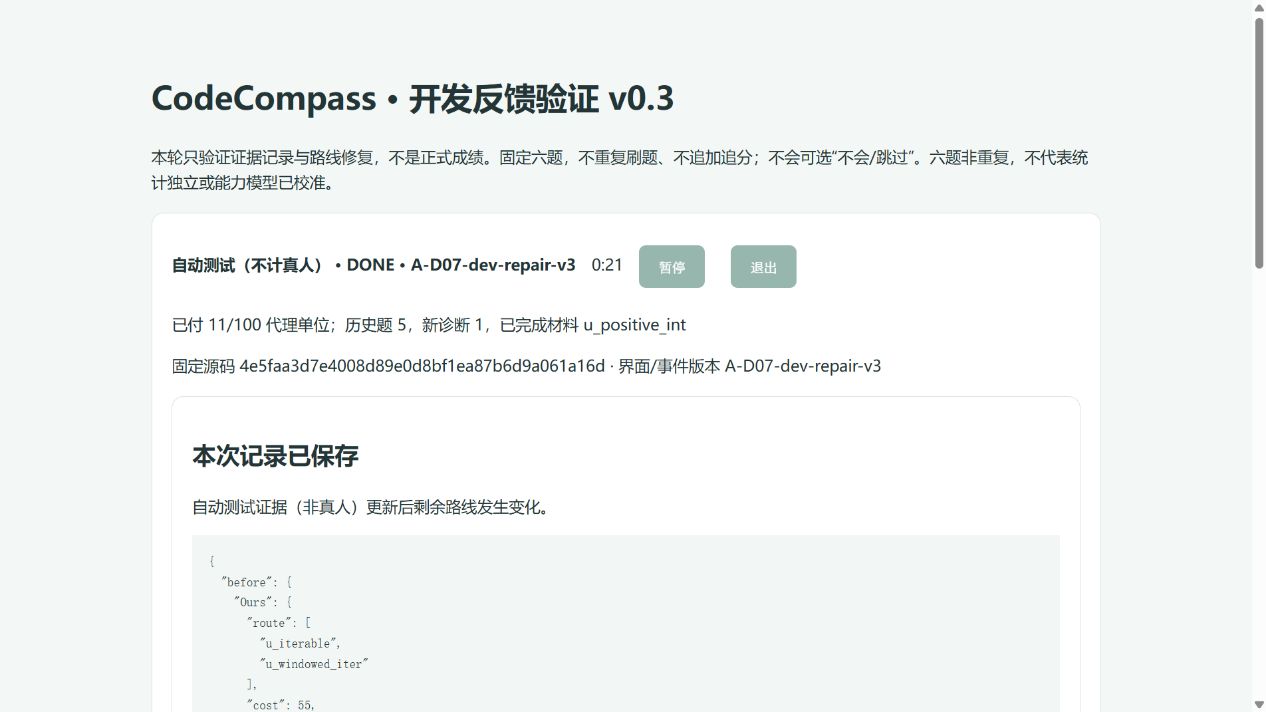 CodeCompass • 开发反馈验证 v0.3
本轮只验证证据记录与路线修复，不是正式成绩。固定六题，不重复刷题、不追加追分；不会可选“不会/跳过”。六题非重复，不代表统
计独立或能力模型已校准。
自动测试（不计真人） • DONE • A-D07-dev-repair-v3 0:21 暂停 退出
已付 11/100 代理单位；历史题 5，新诊断 1，已完成材料 u_positive_int
固定源码 4e5faa3d7e4008d89e0d8bf1ea87b6d9a061a16d · 界面/事件版本 A-D07-dev-repair-v3
本次记录已保存
自动测试证据（非真人）更新后剩余路线发生变化。
{
"before": {
"Ours": {
"route": [
"u_iterable",
"u_windowed_iter"
],
"cost": 55,